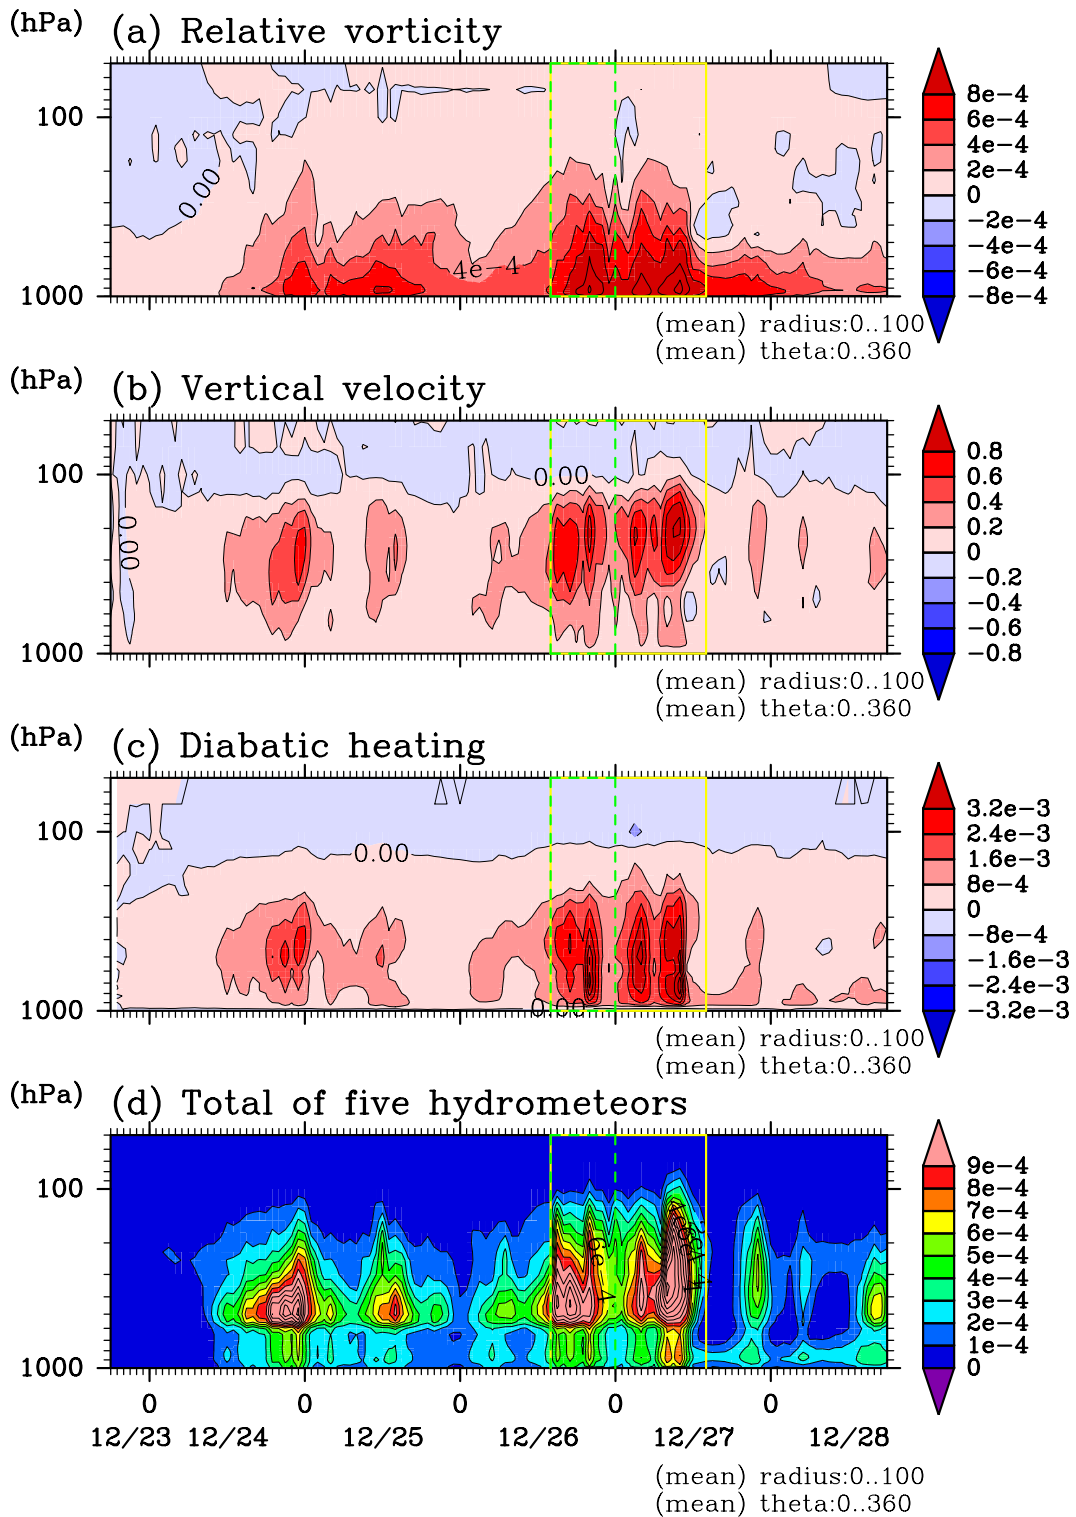 (hPa)
(a) Relative vorticity
100
1000
0.00
4e-4
8e-4
6e-4
4e-4
2e-4
0
-2e-4
-4e-4
-6e-4
-8e-4
(mean) radius:0..100
(mean) theta:0..360
(hPa)
(b) Vertical velocity
100
1000
0.00
0.00
0.8
0.6
0.4
0.2
0
-0.2
-0.4
-0.6
-0.8
(mean) radius:0..100
(mean) theta:0..360
(hPa)
(c) Diabatic heating
100
1000
0.00
0.00
3.2e-3
2.4e-3
1.6e-3
8e-4
0
-8e-4
-1.6e-3
-2.4e-3
-3.2e-3
(mean) radius:0..100
(mean) theta:0..360
(hPa)
(d) Total of five hydrometeors
100
1000
9e-4
8e-4
7e-4
6e-4
5e-4
4e-4
3e-4
2e-4
1e-4
0
0 0 0 0 0
12/23 12/24 12/25 12/26 12/27 12/28
(mean) radius:0..100
(mean) theta:0..360